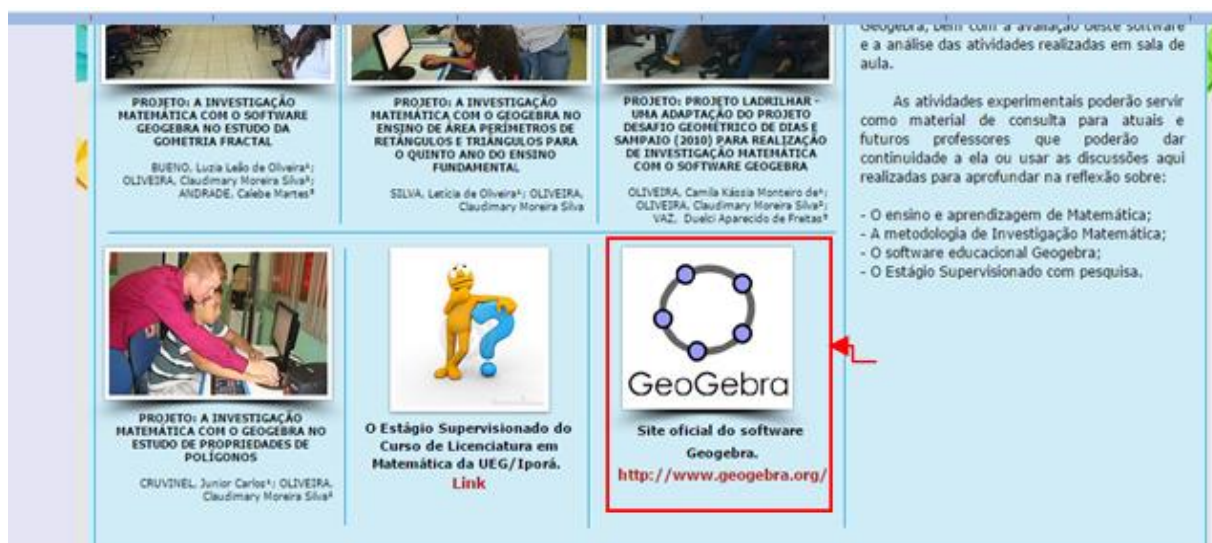 PROJETO: A INVESTIGAÇÃO
MATEMÁTICA COM O SOFTWARE
GEOGEBRA NO ESTUDO DA
GOMETRIA FRACTAL
BUENO, Luzia Leão de Oliveira¹;
OLIVEIRA, Claudimary Moreira Silva²;
ANDRADE, Calebe Martes³
PROJETO: A INVESTIGAÇÃO
MATEMÁTICA COM O GEOGEBRA NO
ENSINO DE ÁREA PERÍMETROS DE
RETÂNGULOS E TRIÂNGULOS PARA
O QUINTO ANO DO ENSINO
FUNDAMENTAL
SILVA, Leticia de Oliveira¹; OLIVEIRA,
Claudimary Moreira Silva
PROJETO: PROJETO LADRILHAR -
UMA ADAPTAÇÃO DO PROJETO
DESAFIO GEOMÉTRICO DE DIAS E
SAMPAIO (2010) PARA REALIZAÇÃO
DE INVESTIGAÇÃO MATEMÁTICA
COM O SOFTWARE GEOGEBRA
OLIVEIRA, Camila Kássia Monteiro de¹;
OLIVEIRA, Claudimary Moreira Silva²;
VAZ, Duelci Aparecido de Freitas³
PROJETO: A INVESTIGAÇÃO
MATEMÁTICA COM O GEOGEBRA NO
ESTUDO DE PROPRIEDADES DE
POLÍGONOS
CRUVINEL, Junior Carlos¹; OLIVEIRA,
Claudimary Moreira Silva²
O Estágio Supervisionado do
Curso de Licenciatura em
Matemática da UEG/Iporá.
Link
GeoGebra
Site oficial do software
Geogebra.
http://www.geogebra.org/
Geogebra, bem com a avaliação deste software
e a análise das atividades realizadas em sala de
aula.
As atividades experimentais poderão servir
como material de consulta para atuais e
futuros professores que poderão dar
continuidade a ela ou usar as discussões aqui
realizadas para aprofundar na reflexão sobre:
- O ensino e aprendizagem de Matemática;
- A metodologia de Investigação Matemática;
- O software educacional Geogebra;
- O Estágio Supervisionado com pesquisa.